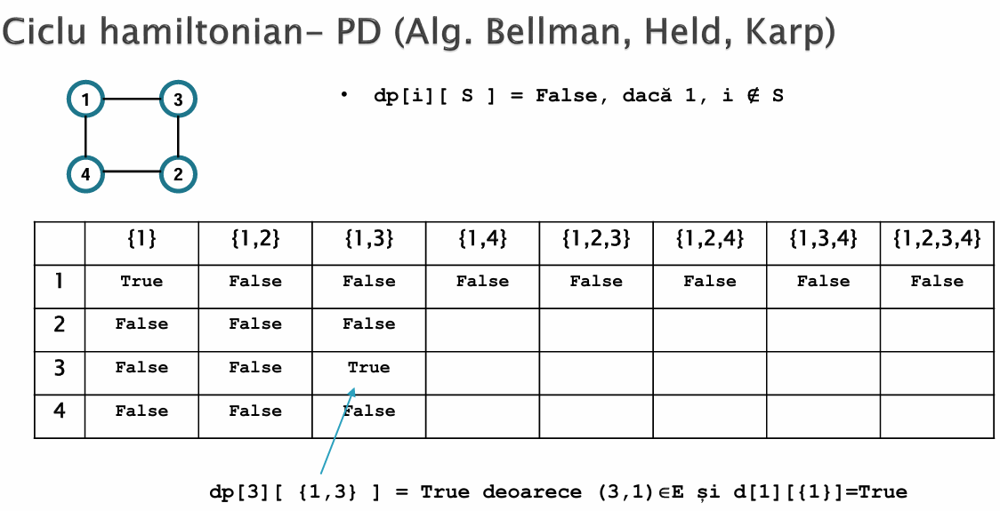 Ciclu hamiltonian- PD (Alg. Bellman, Held, Karp)
1 3
4 2
• dp[i][ S ] = False, dacă 1, i ∉ S
{1} {1,2} {1,3} {1,4} {1,2,3} {1,2,4} {1,3,4} {1,2,3,4}
1 True False False False False False False False
2 False False False
3 False False True
4 False False False
dp[3][ {1,3} ] = True deoarece (3,1)∈E și d[1][{1}]=True